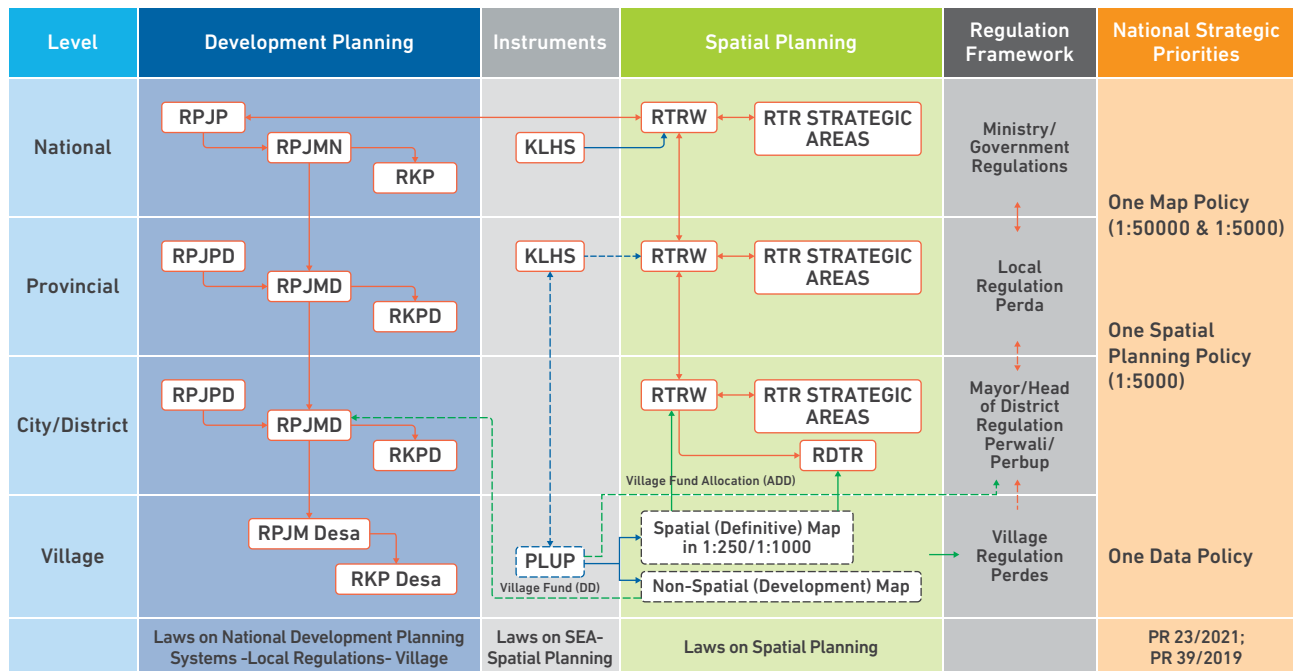 Level
Development Planning
Instruments
Spatial Planning
Regulation
Framework
National Strategic
Priorities
National
RPJP
RPJMN
RKP
KLHS
RTRW
RTR STRATEGIC
AREAS
Ministry/
Government
Regulations
One Map Policy
(1:50000 & 1:5000)
Provincial
RPJPD
RPJMD
RKPD
KLHS
RTRW
RTR STRATEGIC
AREAS
Local
Regulation
Perda
One Spatial
Planning Policy
(1:5000)
City/District
RPJPD
RPJMD
RKPD
RTRW
RTR STRATEGIC
AREAS
RDTR
Village Fund Allocation (ADD)
Mayor/Head
of District
Regulation
Perwali/
Perbup
Village
RPJM Desa
RKP Desa
PLUP
Village Fund (DD)
Spatial (Definitive) Map
in 1:250/1:1000
Non-Spatial (Development) Map
Village
Regulation
Perdes
One Data Policy
Laws on National Development Planning
Systems -Local Regulations- Village
Laws on SEA-
Spatial Planning
Laws on Spatial Planning
PR 23/2021;
PR 39/2019